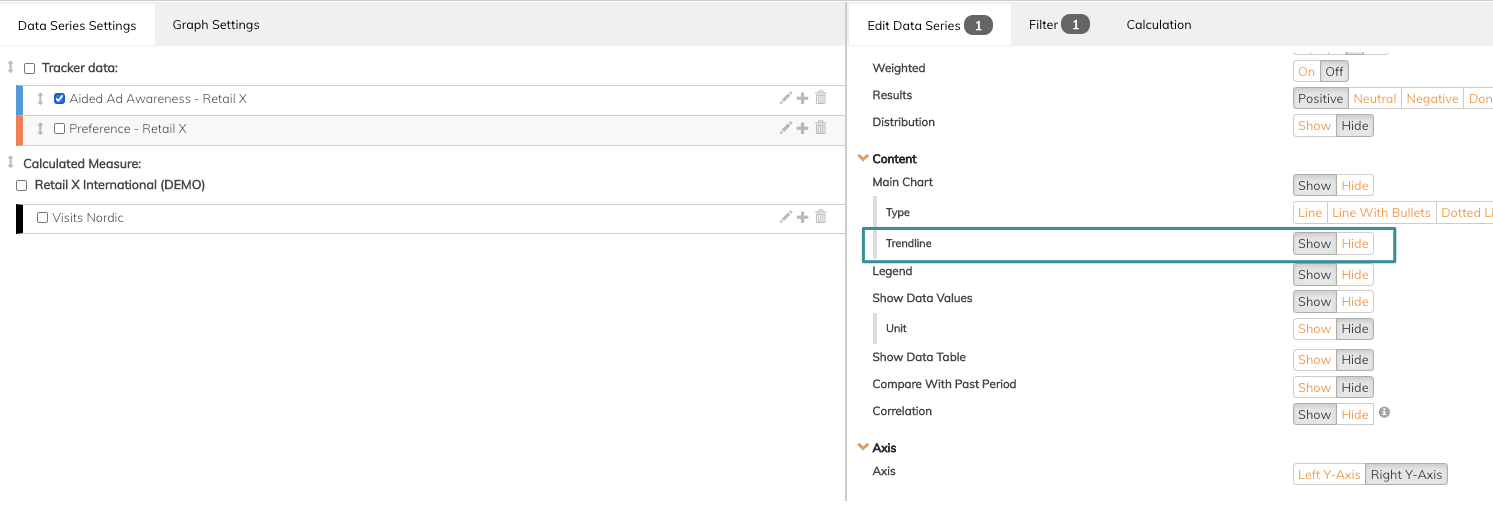 Data Series Settings
Graph Settings
Tracker data:
Aided Ad Awareness - Retail X
Preference - Retail X
Calculated Measure:
Retail X International (DEMO)
Visits Nordic
Edit Data Series 1
Filter 1
Calculation
Weighted On Off
Results Positive Neutral Negative Don
Distribution Show Hide
Content
Main Chart Show Hide
Type Line Line With Bullets Dotted Li
Trendline Show Hide
Legend Show Hide
Show Data Values Show Hide
Unit Show Hide
Show Data Table Show Hide
Compare With Past Period Show Hide
Correlation Show Hide
Axis
Axis Left Y-Axis Right Y-Axis